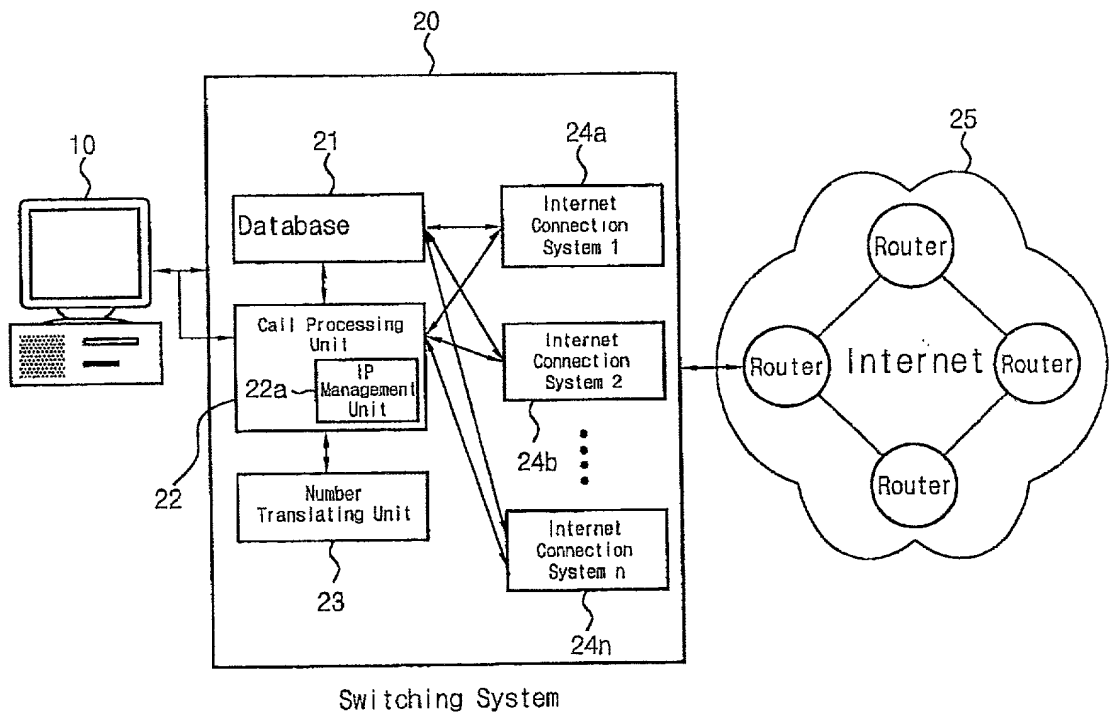 20
10
21
24a
25
Database
Internet
Connection
System 1
Router
Call Processing
Unit
IP
Management
Unit
22a
22
Internet
Connection
System 2
24b
Router
Internet
Router
Number
Translating Unit
23
Internet
Connection
System n
24n
Router
Switching System